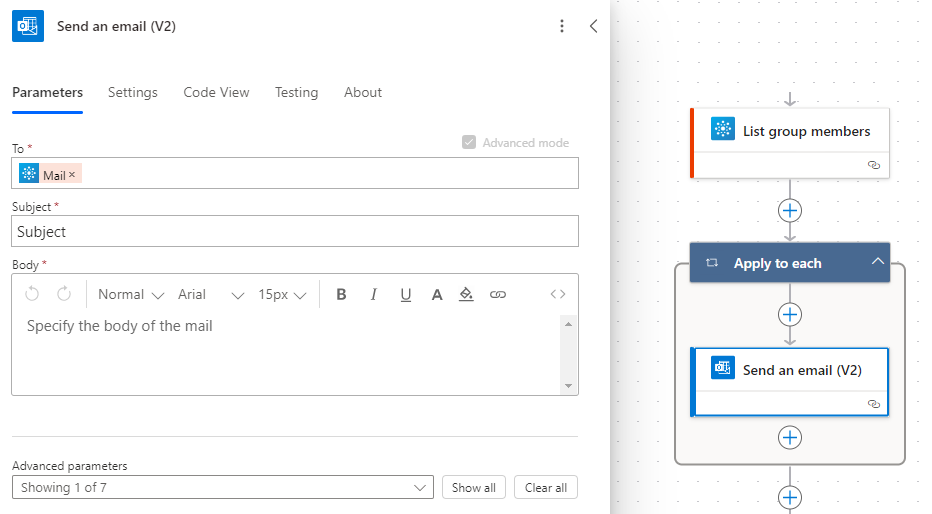 Send an email (V2)
Parameters
Settings
Code View
Testing
About
To *
Advanced mode
Mail ×
Subject *
Subject
Body *
Normal
Arial
15px
B
I
U
A
Specify the body of the mail
Advanced parameters
Showing 1 of 7
Show all
Clear all
List group members
Apply to each
Send an email (V2)